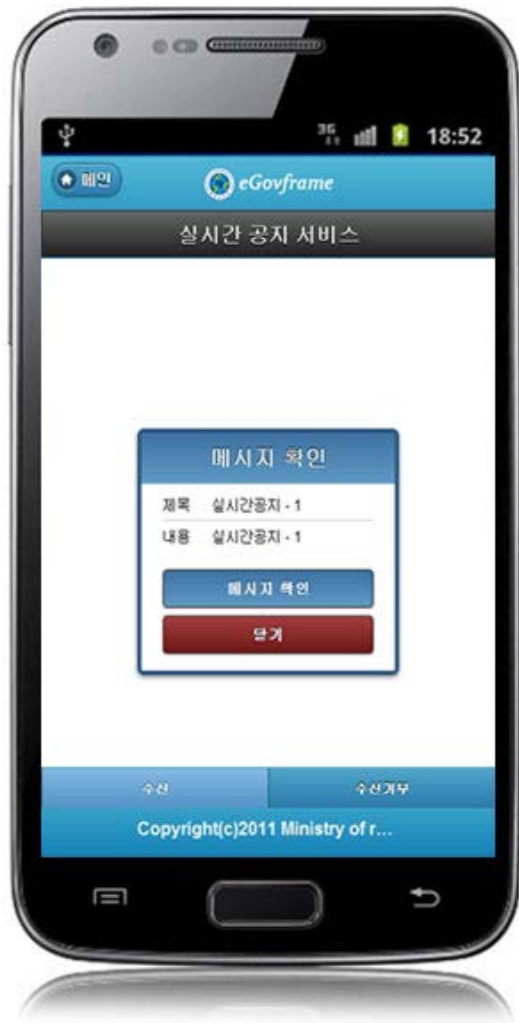 3G
18:52
메인
eGovframe
실시간 공지 서비스
메시지 확인
제목 실시간공지 - 1
내용 실시간공지 - 1
메시지 확인
닫기
수신
수신거부
Copyright(c)2011 Ministry of r...